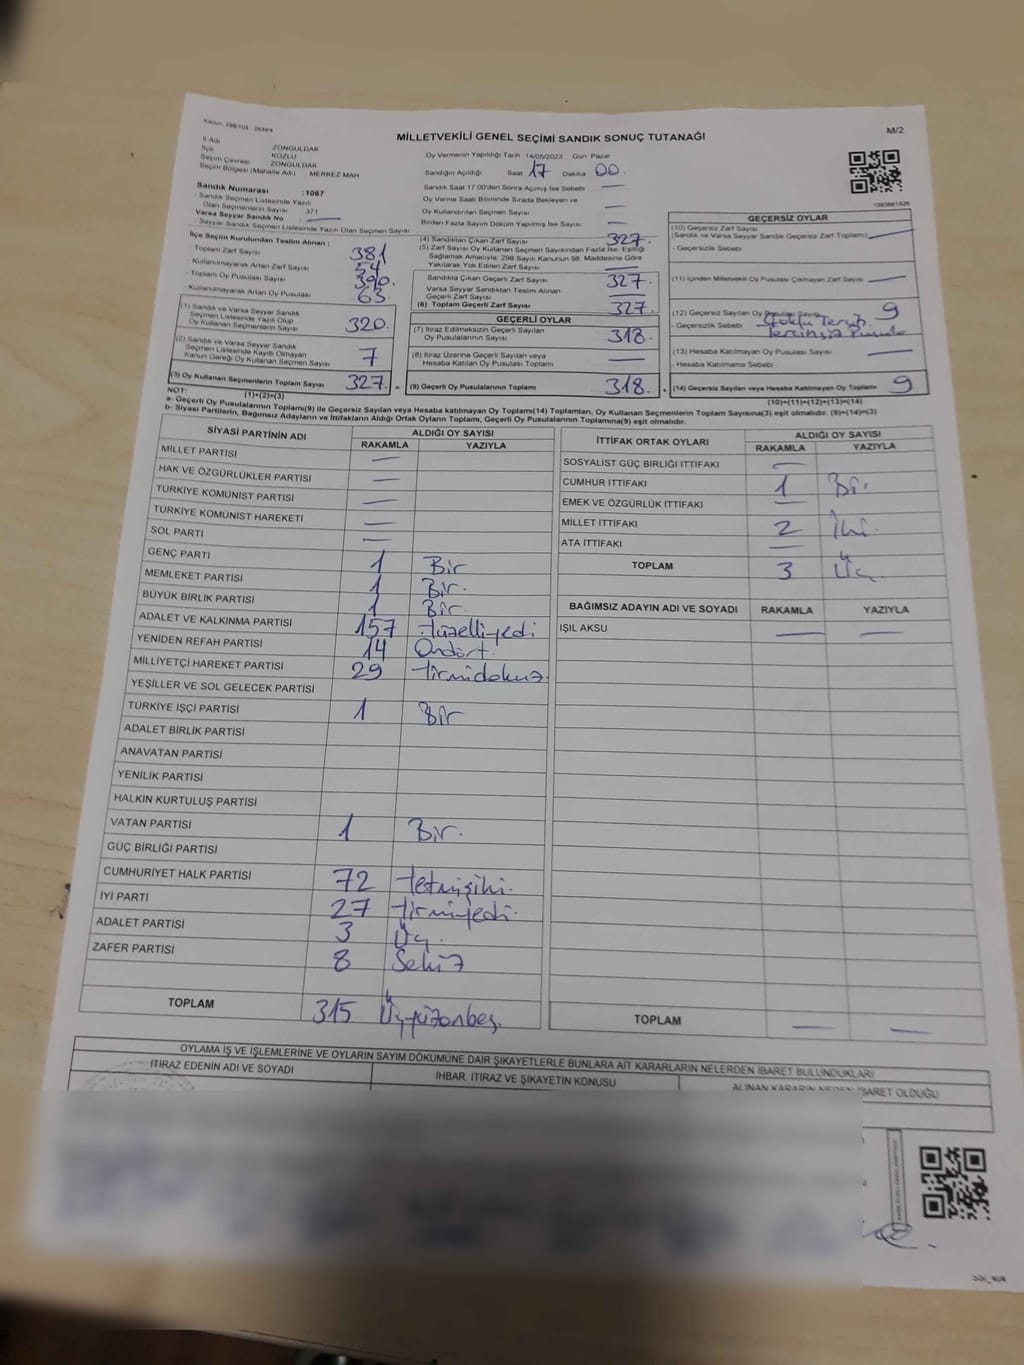 Kanun: 298/105 , 2839/4
M/2
MİLLETVEKİLİ GENEL SEÇİMİ SANDIK SONUÇ TUTANAĞI
İl Adı ZONGULDAK
İlçe KOZLU
Seçim Çevresi ZONGULDAK
Seçim Bölgesi (Mahalle Adı) MERKEZ MAH
Sandık Numarası : 1067
- Sandık Seçmen Listesinde Yazılı
Olan Seçmenlerin Sayısı 371
Varsa Seyyar Sandık No —
- Seyyar Sandık Seçmen Listesinde Yazılı Olan Seçmen Sayısı
Oy Vermenin Yapıldığı Tarih 14/05/2023 Gün: Pazar
Sandığın Açıldığı Saat 17 Dakika 00.
Sandık Saat 17.00'den Sonra Açılmış İse Sebebi —
Oy Verme Saati Bitiminde Sırada Bekleyen ve —
Oy Kullandırılan Seçmen Sayısı —
Birden Fazla Sayım Döküm Yapılmış İse Sayısı —
İlçe Seçim Kurulundan Teslim Alınan ;
- Toplam Zarf Sayısı 381
- Kullanılmayarak Artan Zarf Sayısı 54
- Toplam Oy Pusulası Sayısı 390.
- Kullanılmayarak Artan Oy Pusulası 63.
(1) Sandık ve Varsa Seyyar Sandık
Seçmen Listesinde Yazılı Olup
Oy Kullanan Seçmenlerin Sayısı 320.
(2) Sandık ve Varsa Seyyar Sandık
Seçmen Listesinde Kayıtlı Olmayan
Kanun Gereği Oy Kullanan Seçmen Sayısı 7
(3) Oy Kullanan Seçmenlerin Toplam Sayısı 327. =
(1)+(2)=(3)
(4) Sandıktan Çıkan Zarf Sayısı 327.
(5) Zarf Sayısı Oy Kullanan Seçmen Sayısından Fazla İse, Eşitliği
Sağlamak Amacıyla, 298 Sayılı Kanunun 98. Maddesine Göre
Yakılarak Yok Edilen Zarf Sayısı —
Sandıkta Çıkan Geçerli Zarf Sayısı 327.
Varsa Seyyar Sandıktan Teslim Alınan
Geçerli Zarf Sayısı —
(6) Toplam Geçerli Zarf Sayısı 327.
GEÇERLİ OYLAR
(7) İtiraz Edilmeksizin Geçerli Sayılan
Oy Pusulalarının Sayısı 318.
(8) İtiraz Üzerine Geçerli Sayılan veya
Hesaba Katılan Oy Pusulası Toplamı —
(9) Geçerli Oy Pusulalarının Toplamı 318. +
GEÇERSİZ OYLAR
(10) Geçersiz Zarf Sayısı
(Sandık ve Varsa Seyyar Sandık Geçersiz Zarf Toplamı) —
- Geçersizlik Sebebi
(11) İçinden Milletvekili Oy Pusulası Çıkmayan Zarf Sayısı —
(12) Geçersiz Sayılan Oy Pusulası Sayısı 9
- Geçersizlik Sebebi Çoklu Tercih.
Tercihsiz Pusula
(13) Hesaba Katılmayan Oy Pusulası Sayısı —
- Hesaba Katılmama Sebebi
(14) Geçersiz Sayılan veya Hesaba Katılmayan Oy Toplamı 9
(10)+(11)+(12)+(13)=(14)
NOT:
a- Geçerli Oy Pusulalarının Toplamı(9) ile Geçersiz Sayılan veya Hesaba katılmayan Oy Toplamı(14) Toplamları, Oy Kullanan Seçmenlerin Toplam Sayısına(3) eşit olmalıdır. (9)+(14)=(3)
b- Siyasi Partilerin, Bağımsız Adayların ve İttifakların Aldığı Ortak Oyların Toplamı, Geçerli Oy Pusulalarının Toplamına(9) eşit olmalıdır.
SİYASİ PARTİNİN ADI ALDIĞI OY SAYISI
RAKAMLA YAZIYLA
MİLLET PARTİSİ —
HAK VE ÖZGÜRLÜKLER PARTİSİ —
TÜRKİYE KOMÜNİST PARTİSİ —
TÜRKİYE KOMÜNİST HAREKETİ —
SOL PARTİ —
GENÇ PARTİ 1 Bir
MEMLEKET PARTİSİ 1 Bir.
BÜYÜK BİRLİK PARTİSİ 1 Bir.
ADALET VE KALKINMA PARTİSİ 157 Yüzelliyedi
YENİDEN REFAH PARTİSİ 14 Ondört.
MİLLİYETÇİ HAREKET PARTİSİ 29 Yirmidokuz.
YEŞİLLER VE SOL GELECEK PARTİSİ
TÜRKİYE İŞÇİ PARTİSİ 1 Bir
ADALET BİRLİK PARTİSİ
ANAVATAN PARTİSİ
YENİLİK PARTİSİ
HALKIN KURTULUŞ PARTİSİ
VATAN PARTİSİ 1 Bir.
GÜÇ BİRLİĞİ PARTİSİ
CUMHURİYET HALK PARTİSİ 72 Yetmişiki.
İYİ PARTİ 27 Yirmiyedi.
ADALET PARTİSİ 3 Üç.
ZAFER PARTİSİ 8 Sekiz
TOPLAM 315 Üçyüzonbeş.
İTTİFAK ORTAK OYLARI ALDIĞI OY SAYISI
RAKAMLA YAZIYLA
SOSYALİST GÜÇ BİRLİĞİ İTTİFAKI —
CUMHUR İTTİFAKI 1 Bir.
EMEK VE ÖZGÜRLÜK İTTİFAKI —
MİLLET İTTİFAKI 2 İki.
ATA İTTİFAKI —
TOPLAM 3 Üç.
BAĞIMSIZ ADAYIN ADI VE SOYADI RAKAMLA YAZIYLA
IŞIL AKSU — —
TOPLAM — —
OYLAMA İŞ VE İŞLEMLERİNE VE OYLARIN SAYIM DÖKÜMÜNE DAİR ŞİKAYETLERLE BUNLARA AİT KARARLARIN NELERDEN İBARET BULUNDUKLARI
İTİRAZ EDENİN ADI VE SOYADI İHBAR, İTİRAZ VE ŞİKAYETİN KONUSU ALINAN KARARIN NEDEN İBARET OLDUĞU